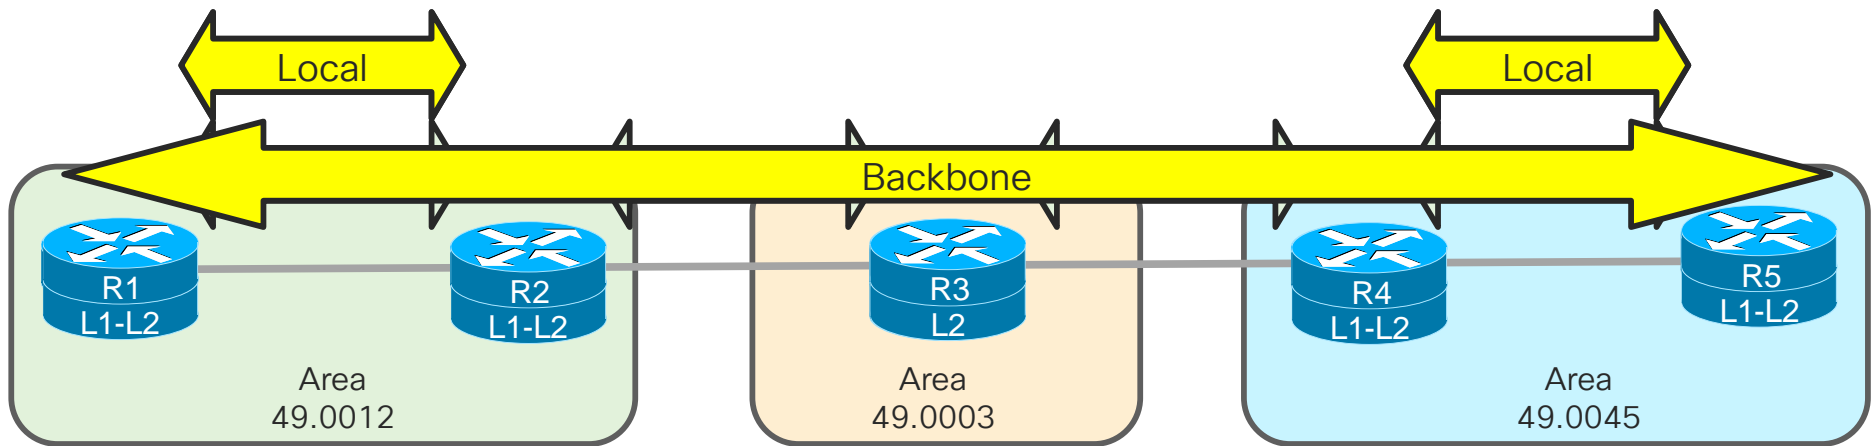 Local
Local
Backbone
R1
L1-L2
R2
L1-L2
R3
L2
R4
L1-L2
R5
L1-L2
Area
49.0012
Area
49.0003
Area
49.0045